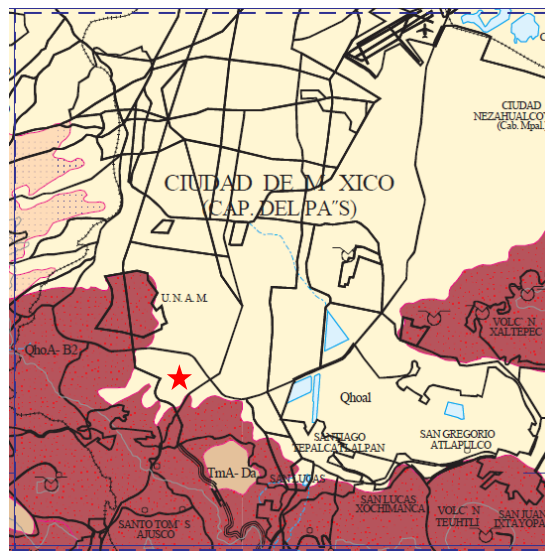 CIUDAD
NEZAHUALCOY
(Cab. Mpal.)
CIUDAD DE M XICO
(CAP. DEL PA˝S)
U.N.A.M.
VOLC N
XALTEPEC
QhoA- B2
Qhoal
SANTIAGO
TEPALCATLALPAN
SAN GREGORIO
ATLAPULCO
TmA- Da
SAN LUCAS
SAN LUCAS
XOCHIMANCA
VOLC N
TEUHTLI
SAN JUAN
IXTAYOPA
SANTO TOM S
AJUSCO